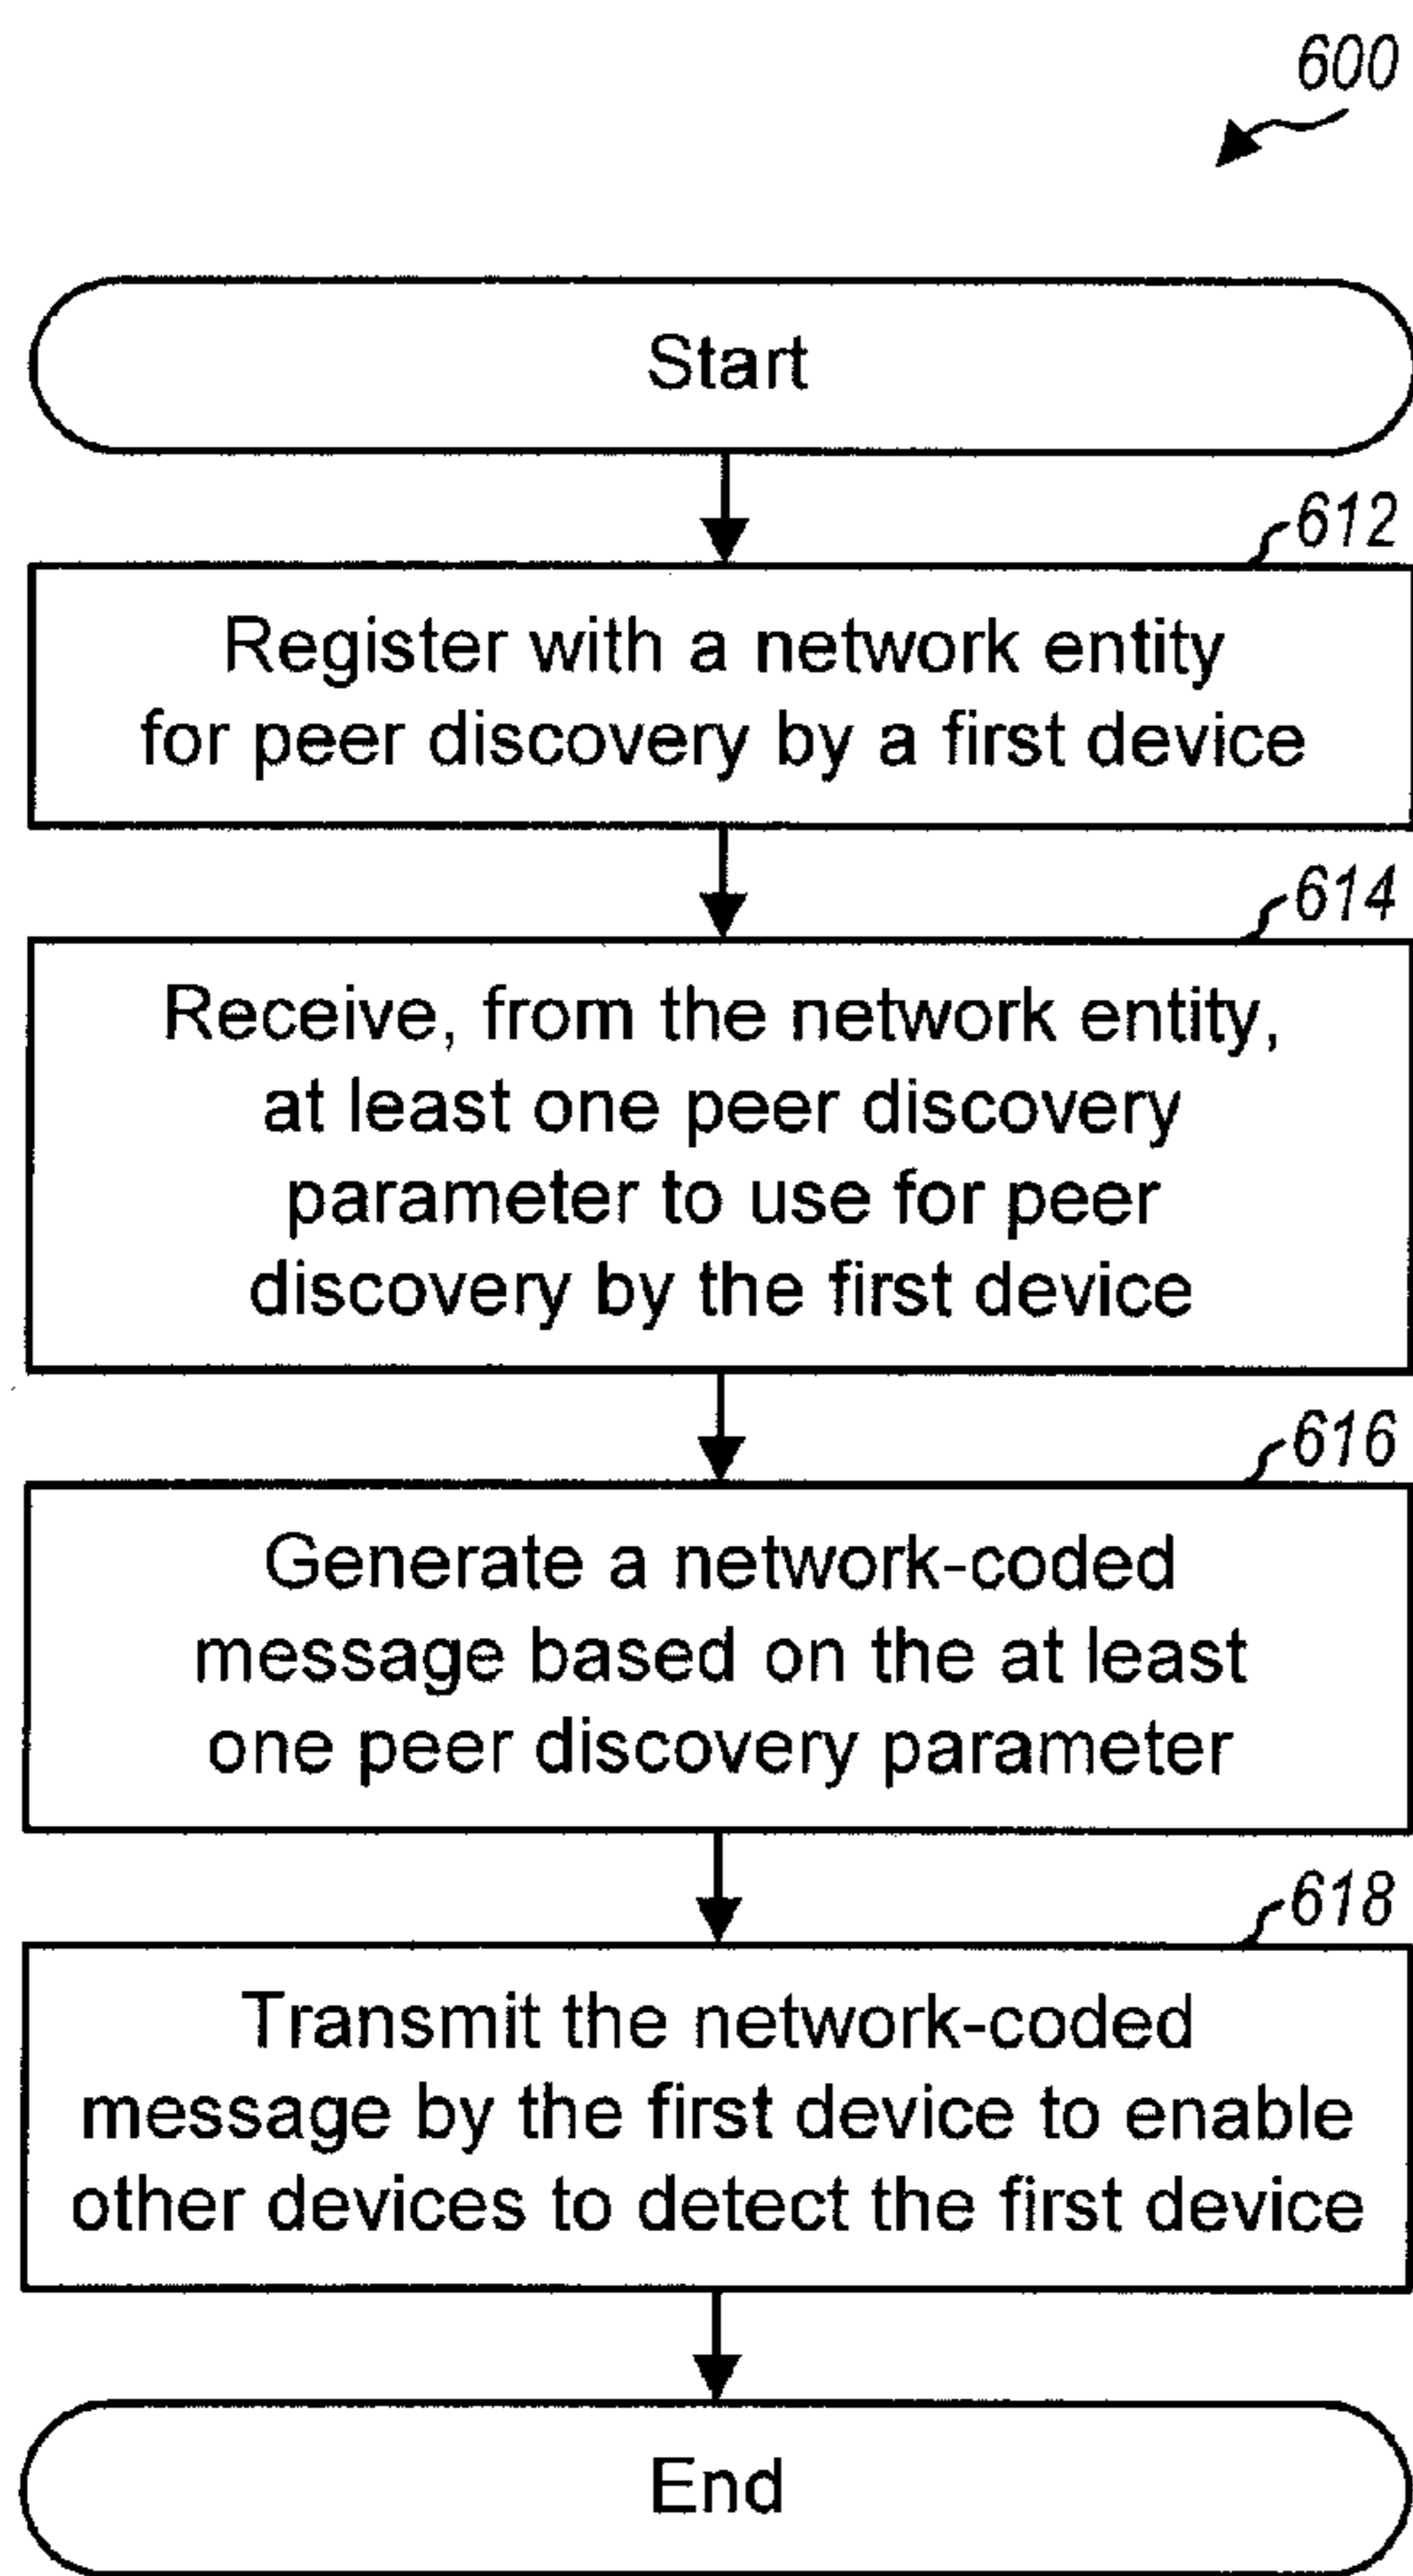 600
Start
612
Register with a network entity
for peer discovery by a first device
614
Receive, from the network entity,
at least one peer discovery
parameter to use for peer
discovery by the first device
616
Generate a network-coded
message based on the at least
one peer discovery parameter
618
Transmit the network-coded
message by the first device to enable
other devices to detect the first device
End